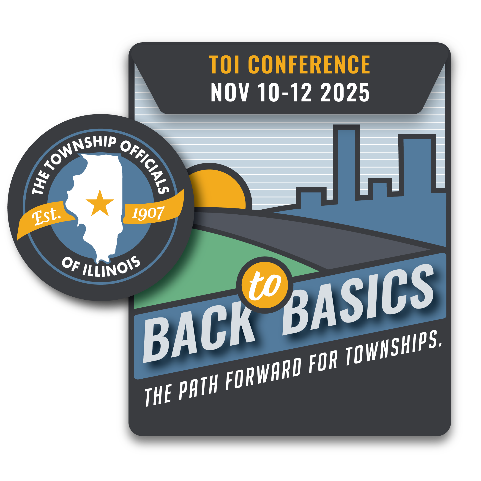 TOI CONFERENCE
NOV 10-12 2025
THE TOWNSHIP OFFICIALS
Est. 1907
OF ILLINOIS
BACK to BASICS
THE PATH FORWARD FOR TOWNSHIPS.